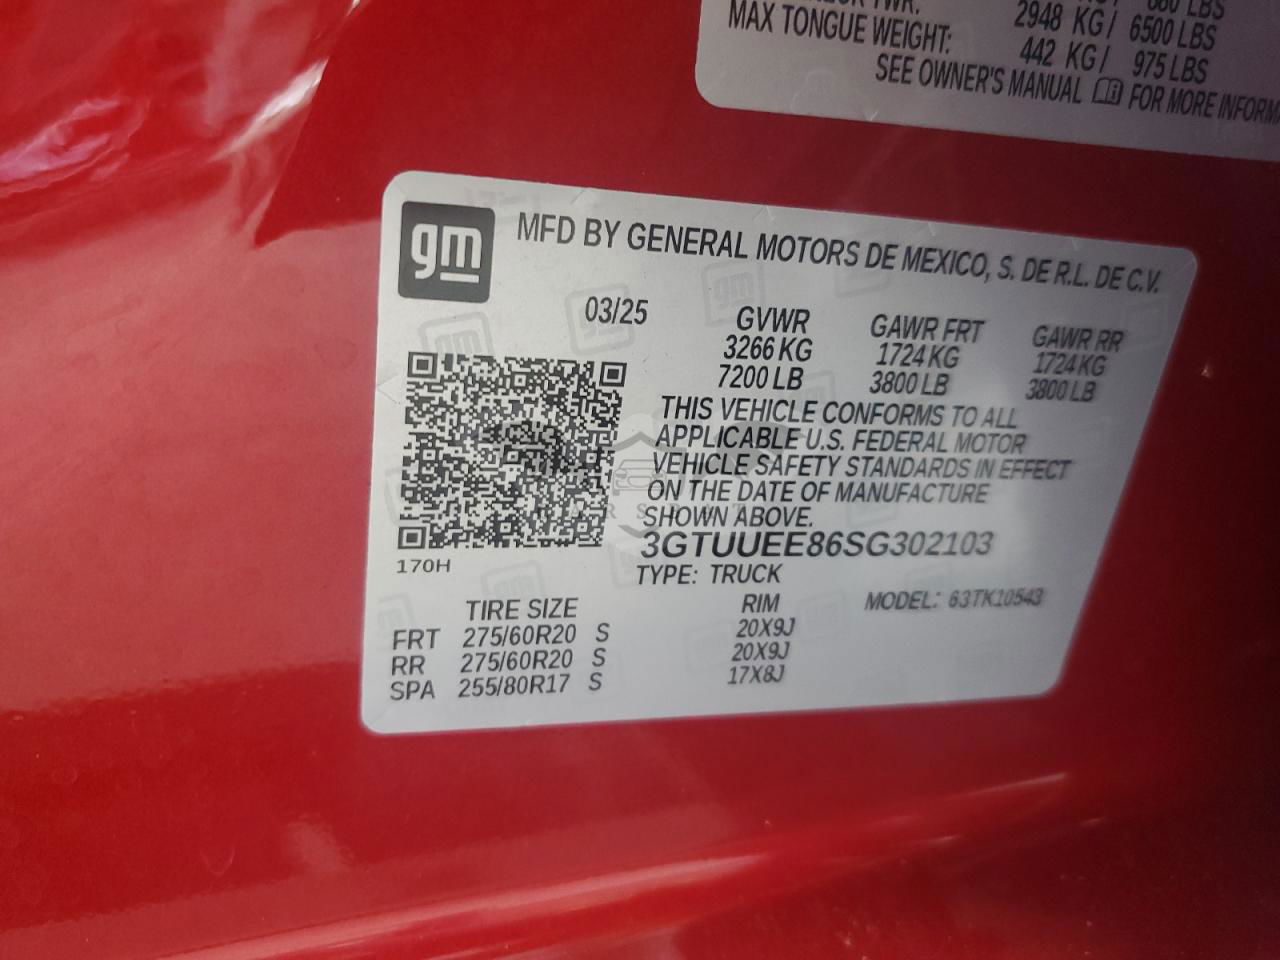 TWR:
2948 KG/ 6500 LBS
MAX TONGUE WEIGHT: 442 KG/ 975 LBS
SEE OWNER'S MANUAL FOR MORE INFORMA
gm
MFD BY GENERAL MOTORS DE MEXICO, S. DE R.L. DE C.V.
03/25
GVWR GAWR FRT GAWR RR
3266 KG 1724 KG 1724 KG
7200 LB 3800 LB 3800 LB
THIS VEHICLE CONFORMS TO ALL
APPLICABLE U.S. FEDERAL MOTOR
VEHICLE SAFETY STANDARDS IN EFFECT
ON THE DATE OF MANUFACTURE
SHOWN ABOVE.
3GTUUEE86SG302103
170H
TYPE: TRUCK
TIRE SIZE RIM MODEL: 63TK10543
FRT 275/60R20 S 20X9J
RR 275/60R20 S 20X9J
SPA 255/80R17 S 17X8J